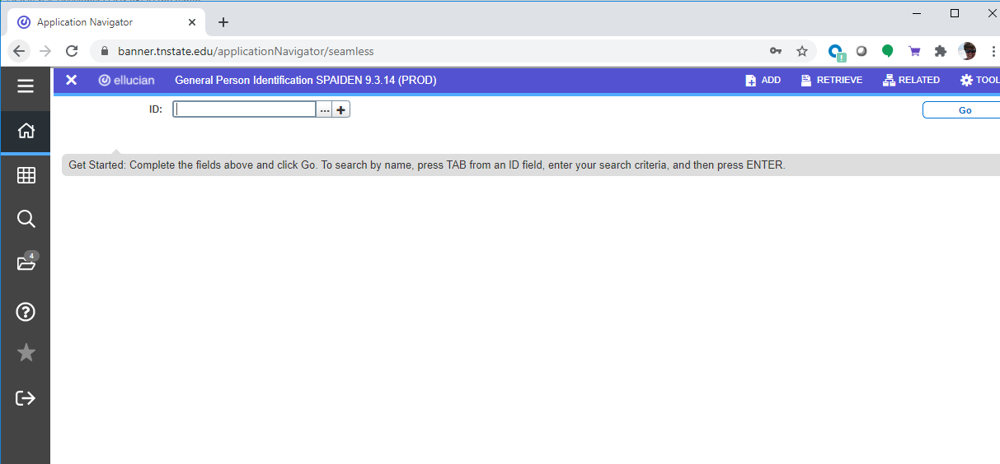 Application Navigator
banner.tnstate.edu/applicationNavigator/seamless
ellucian General Person Identification SPAIDEN 9.3.14 (PROD) ADD RETRIEVE RELATED TOOL
ID: ... Go
Get Started: Complete the fields above and click Go. To search by name, press TAB from an ID field, enter your search criteria, and then press ENTER.
4